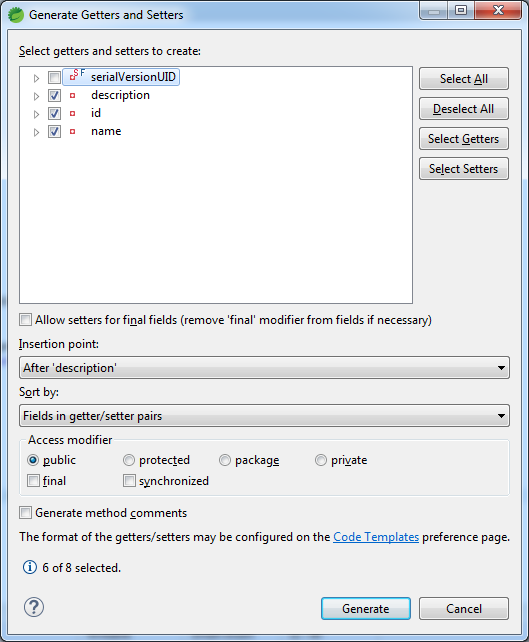 Generate Getters and Setters
Select getters and setters to create:
S F serialVersionUID
description
id
name
Select All
Deselect All
Select Getters
Select Setters
Allow setters for final fields (remove 'final' modifier from fields if necessary)
Insertion point:
After 'description'
Sort by:
Fields in getter/setter pairs
Access modifier
public protected package private
final synchronized
Generate method comments
The format of the getters/setters may be configured on the Code Templates preference page.
i 6 of 8 selected.
? Generate Cancel